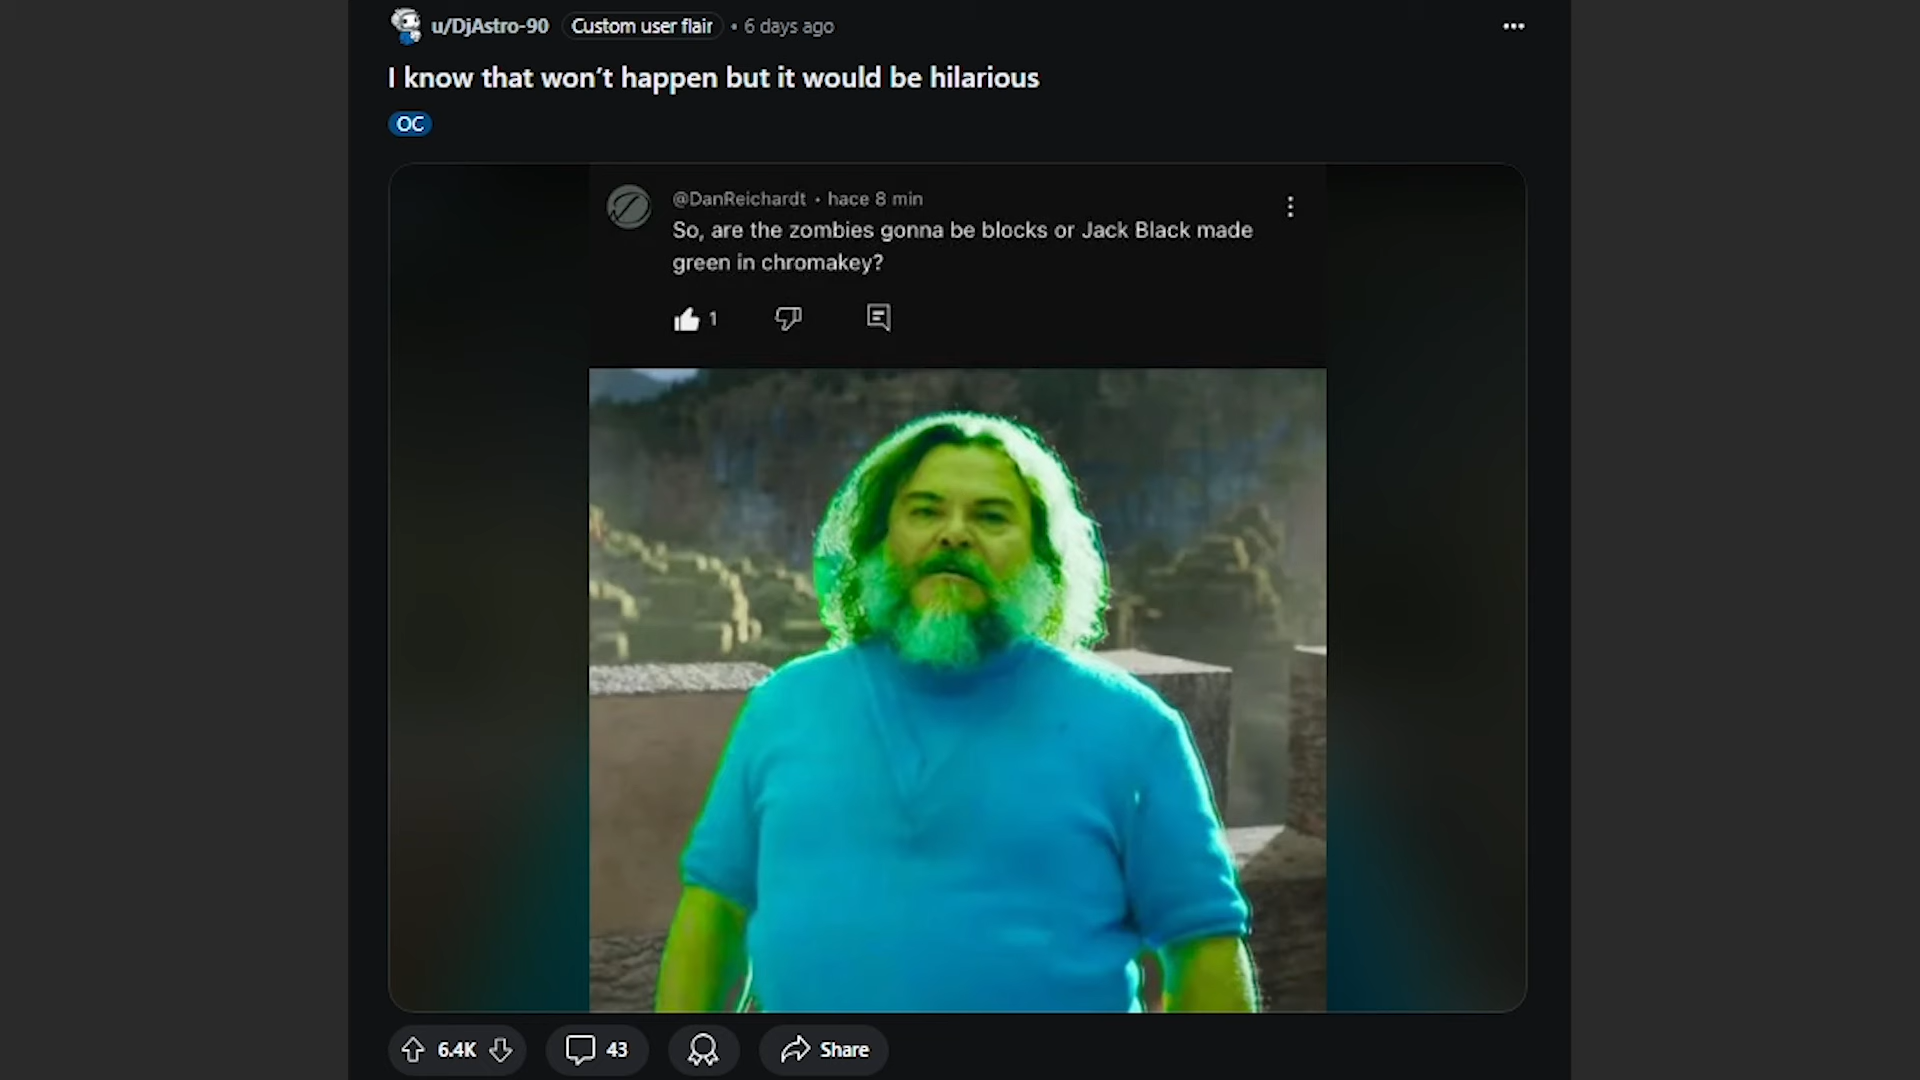 u/DjAstro-90 Custom user flair • 6 days ago
I know that won’t happen but it would be hilarious
OC
@DanReichardt • hace 8 min
So, are the zombies gonna be blocks or Jack Black made
green in chromakey?
1
6.4K 43 Share